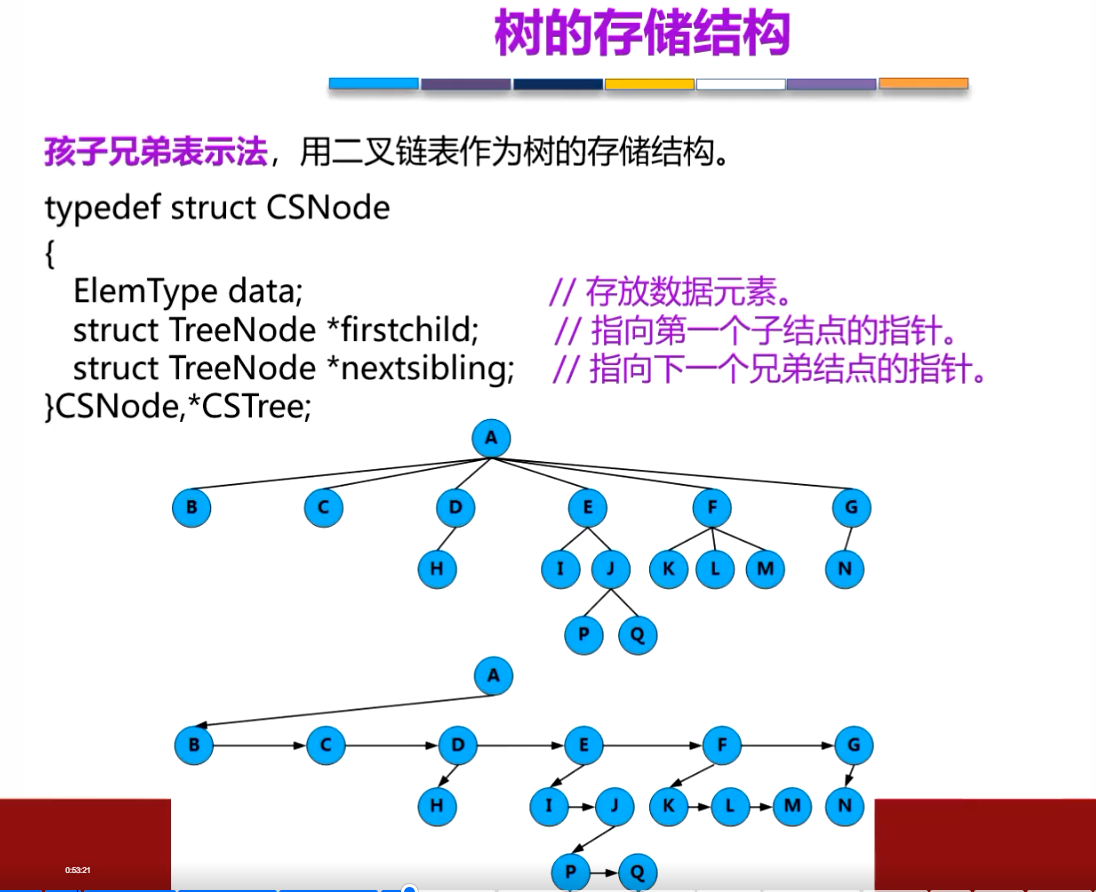 树的存储结构
孩子兄弟表示法，用二叉链表作为树的存储结构。
typedef struct CSNode
{
ElemType data; // 存放数据元素。
struct TreeNode *firstchild; // 指向第一个子结点的指针。
struct TreeNode *nextsibling; // 指向下一个兄弟结点的指针。
}CSNode,*CSTree;
A
B C D E F G
H I J K L M N
P Q
A
B C D E F G
H I J K L M N
P Q
0:53:21